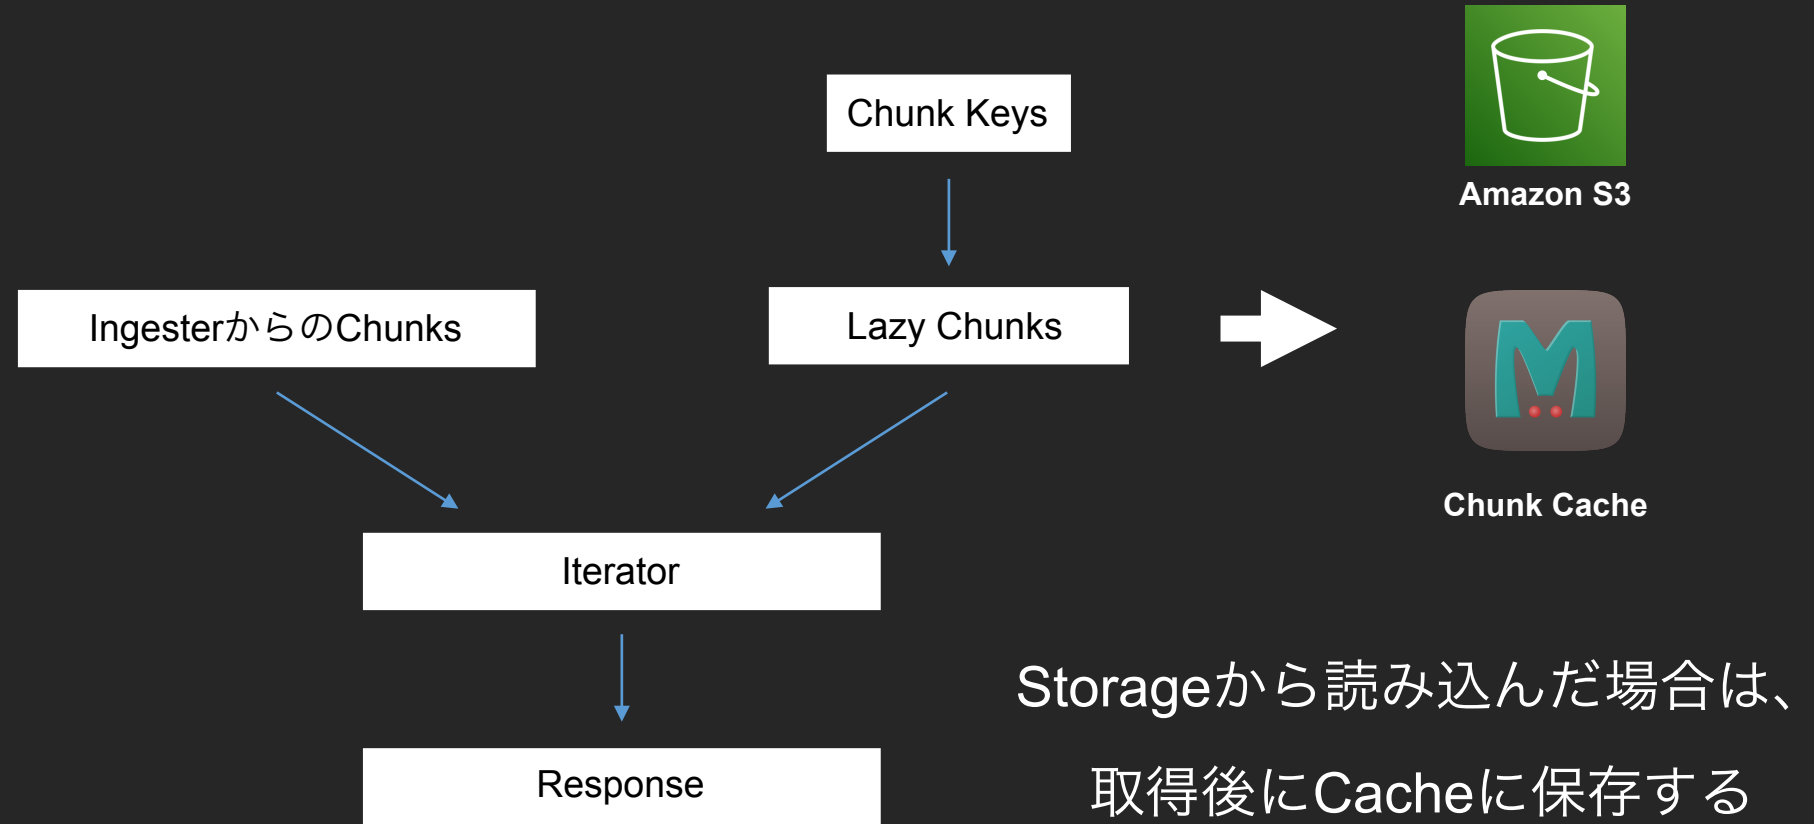 Chunk Keys
Amazon S3
IngesterからのChunks
Lazy Chunks
Chunk Cache
Iterator
Storageから読み込んだ場合は、
取得後にCacheに保存する
Response